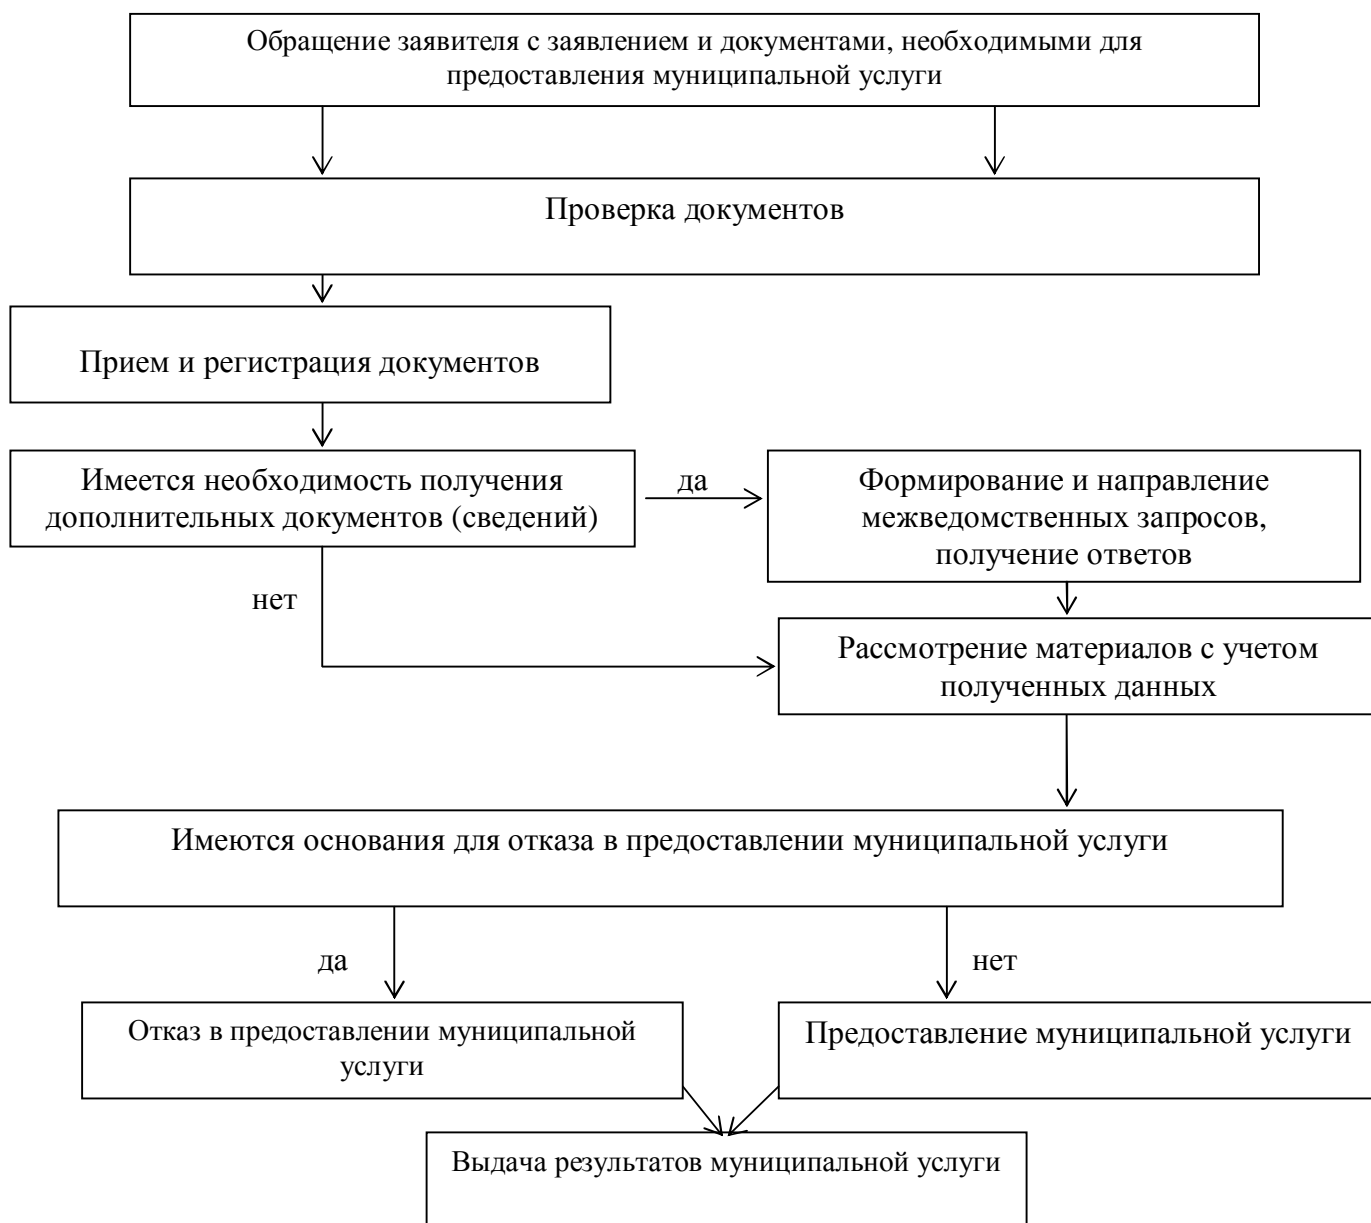 Обращение заявителя с заявлением и документами, необходимыми для
предоставления муниципальной услуги
Проверка документов
Прием и регистрация документов
Имеется необходимость получения
дополнительных документов (сведений)
да
Формирование и направление
межведомственных запросов,
получение ответов
нет
Рассмотрение материалов с учетом
полученных данных
Имеются основания для отказа в предоставлении муниципальной услуги
да
нет
Отказ в предоставлении муниципальной
услуги
Предоставление муниципальной услуги
Выдача результатов муниципальной услуги